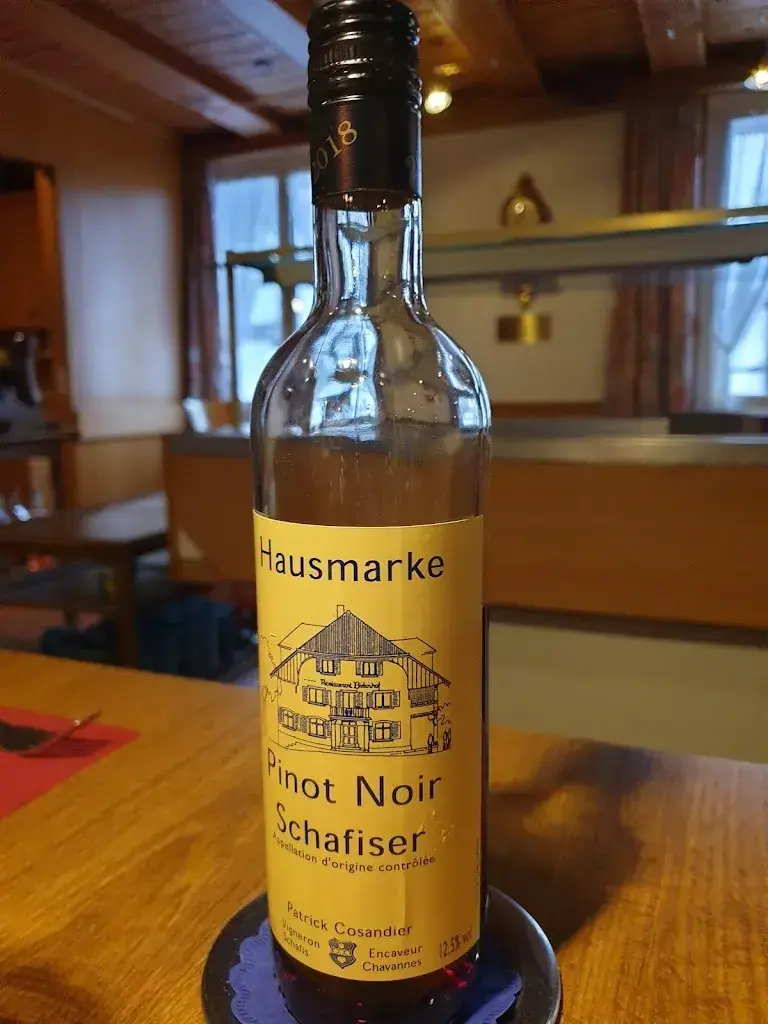 2018
Hausmarke
Pinot Noir
Schafiser
Appellation d'origine contrôlée
Patrick Cosandier
Vigneron
Schafis
Encaveur
Chavannes
12.5% vol